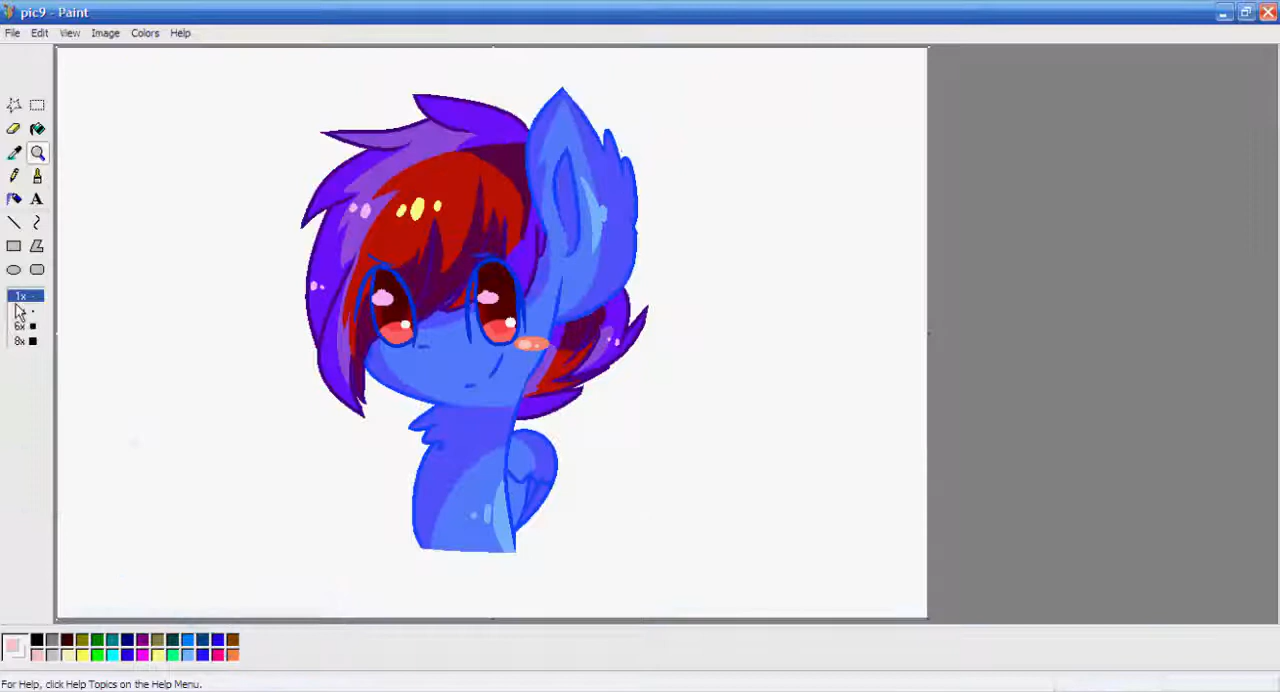 pic9 - Paint
File Edit View Image Colors Help
A
1x
6x
8x
For Help, click Help Topics on the Help Menu.